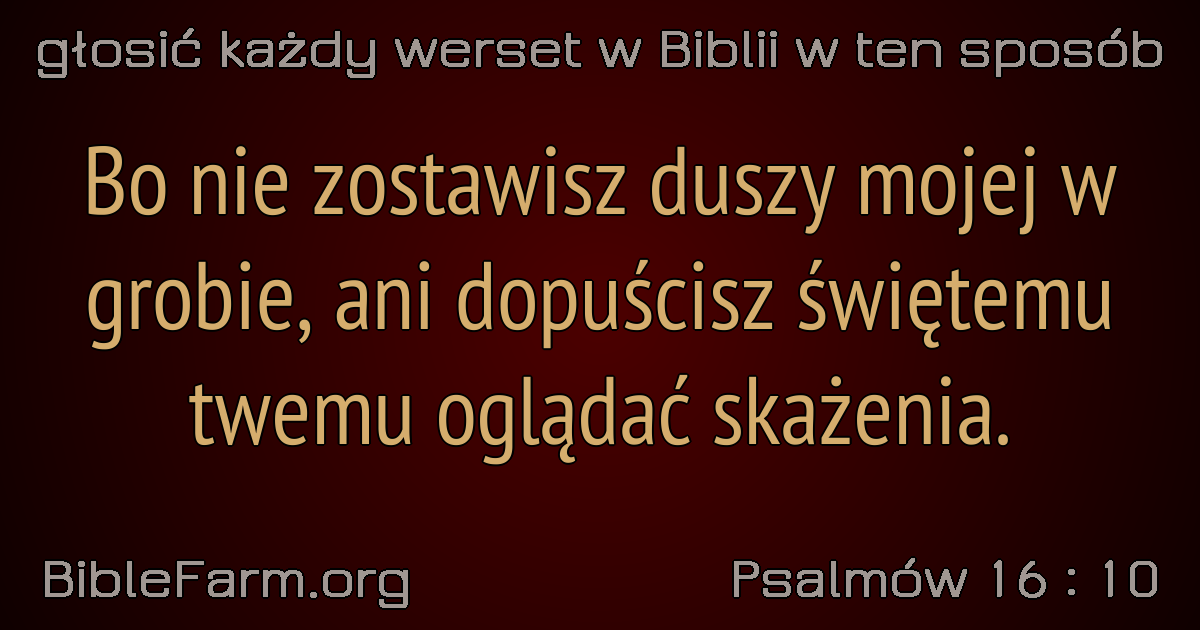 głosić każdy werset w Biblii w ten sposób
Bo nie zostawisz duszy mojej w
grobie, ani dopuścisz świętemu
twemu oglądać skażenia.
BibleFarm.org
Psalmów 16 : 10